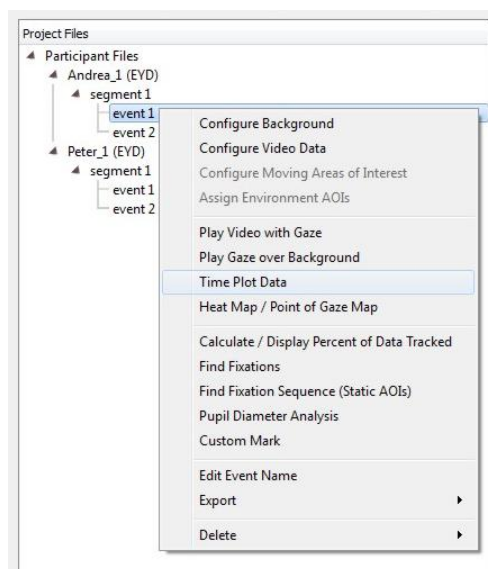 Project Files
Participant Files
Andrea_1 (EYD)
segment 1
event 1
event 2
Peter_1 (EYD)
segment 1
event 1
event 2
Configure Background
Configure Video Data
Configure Moving Areas of Interest
Assign Environment AOIs
Play Video with Gaze
Play Gaze over Background
Time Plot Data
Heat Map / Point of Gaze Map
Calculate / Display Percent of Data Tracked
Find Fixations
Find Fixation Sequence (Static AOIs)
Pupil Diameter Analysis
Custom Mark
Edit Event Name
Export
Delete